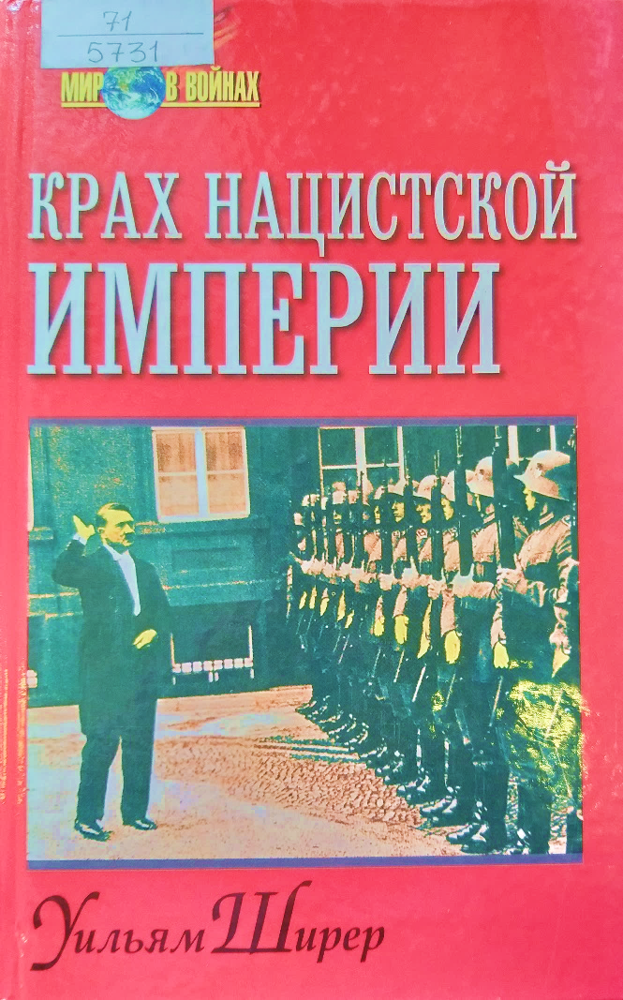 71
5731
МИР В ВОЙНАХ
КРАХ НАЦИСТСКОЙ
ИМПЕРИИ
Уильям Ширер